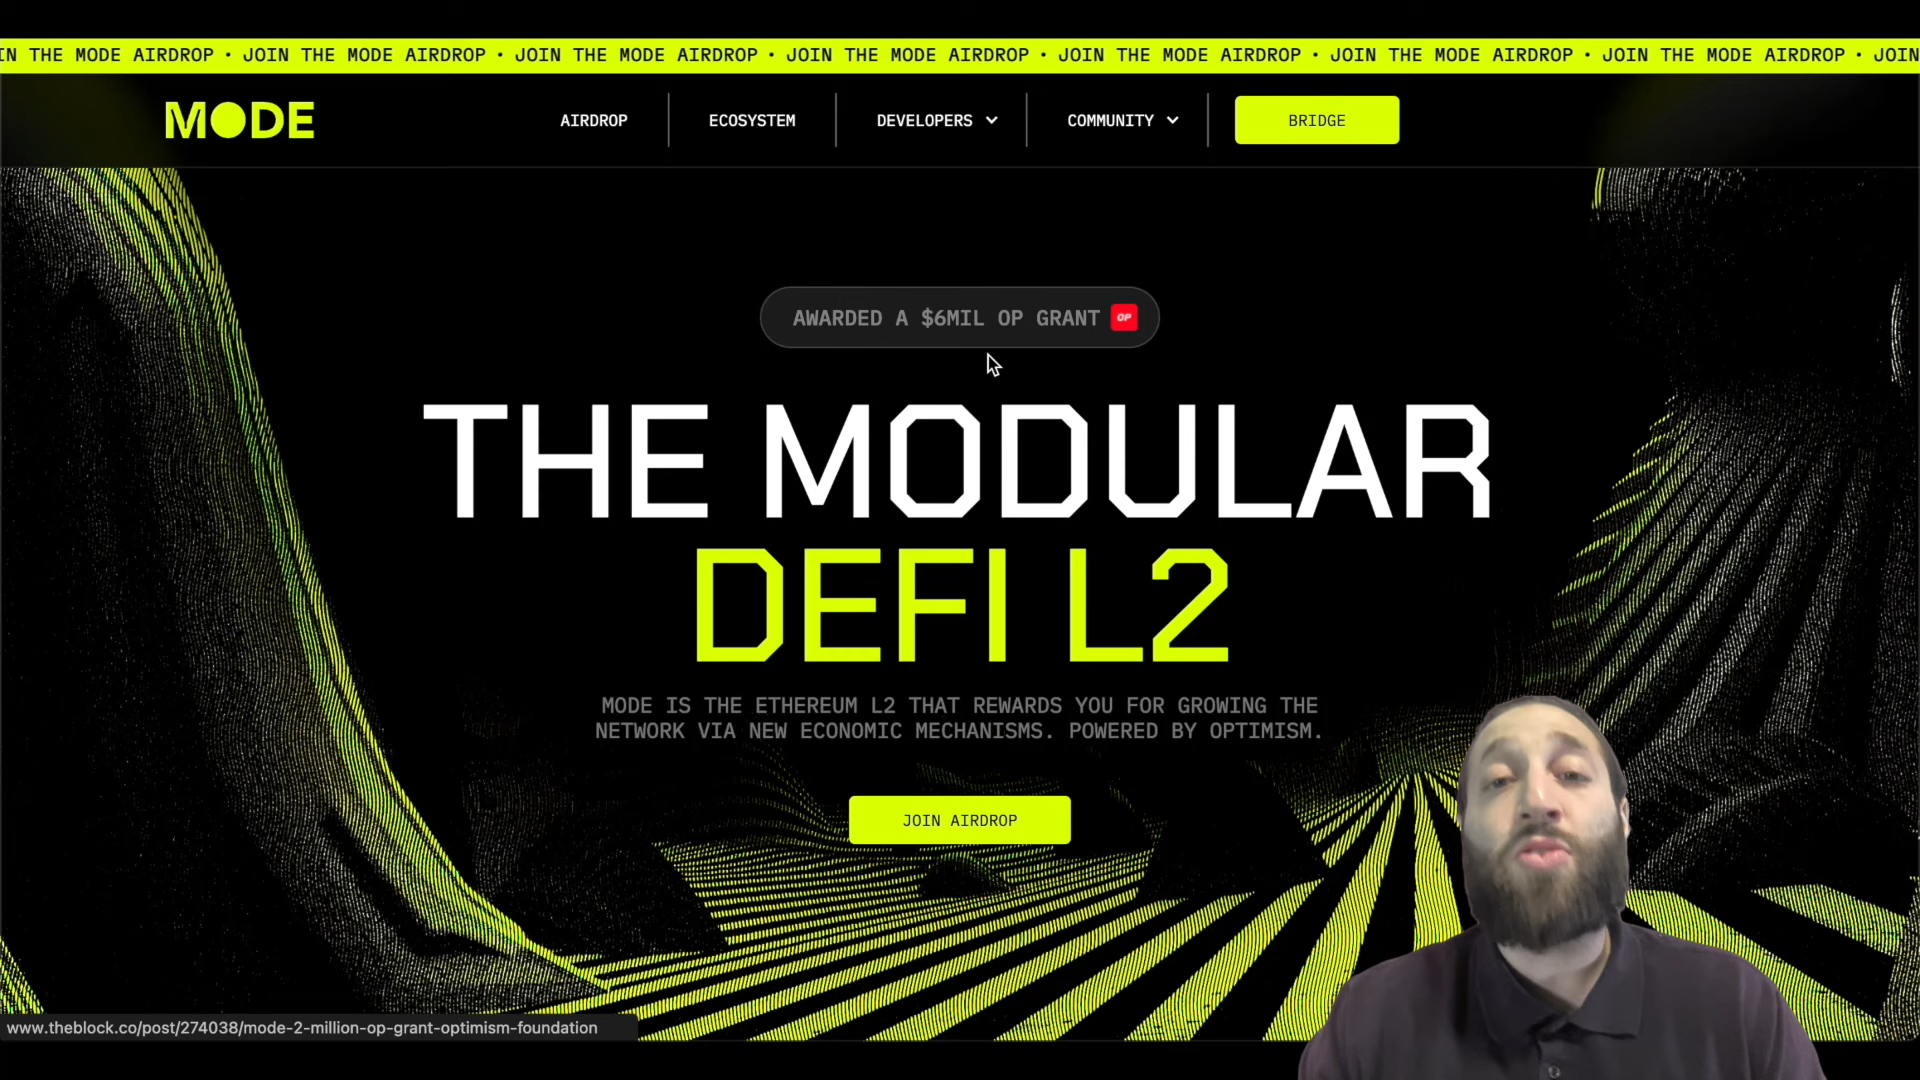 IN THE MODE AIRDROP • JOIN THE MODE AIRDROP • JOIN THE MODE AIRDROP • JOIN THE MODE AIRDROP • JOIN THE MODE AIRDROP • JOIN THE MODE AIRDROP • JOIN THE MODE AIRDROP • JOIN
MODE
AIRDROP
ECOSYSTEM
DEVELOPERS
COMMUNITY
BRIDGE
AWARDED A $6MIL OP GRANT OP
THE MODULAR
DEFI L2
MODE IS THE ETHEREUM L2 THAT REWARDS YOU FOR GROWING THE
NETWORK VIA NEW ECONOMIC MECHANISMS. POWERED BY OPTIMISM.
JOIN AIRDROP
www.theblock.co/post/274038/mode-2-million-op-grant-optimism-foundation